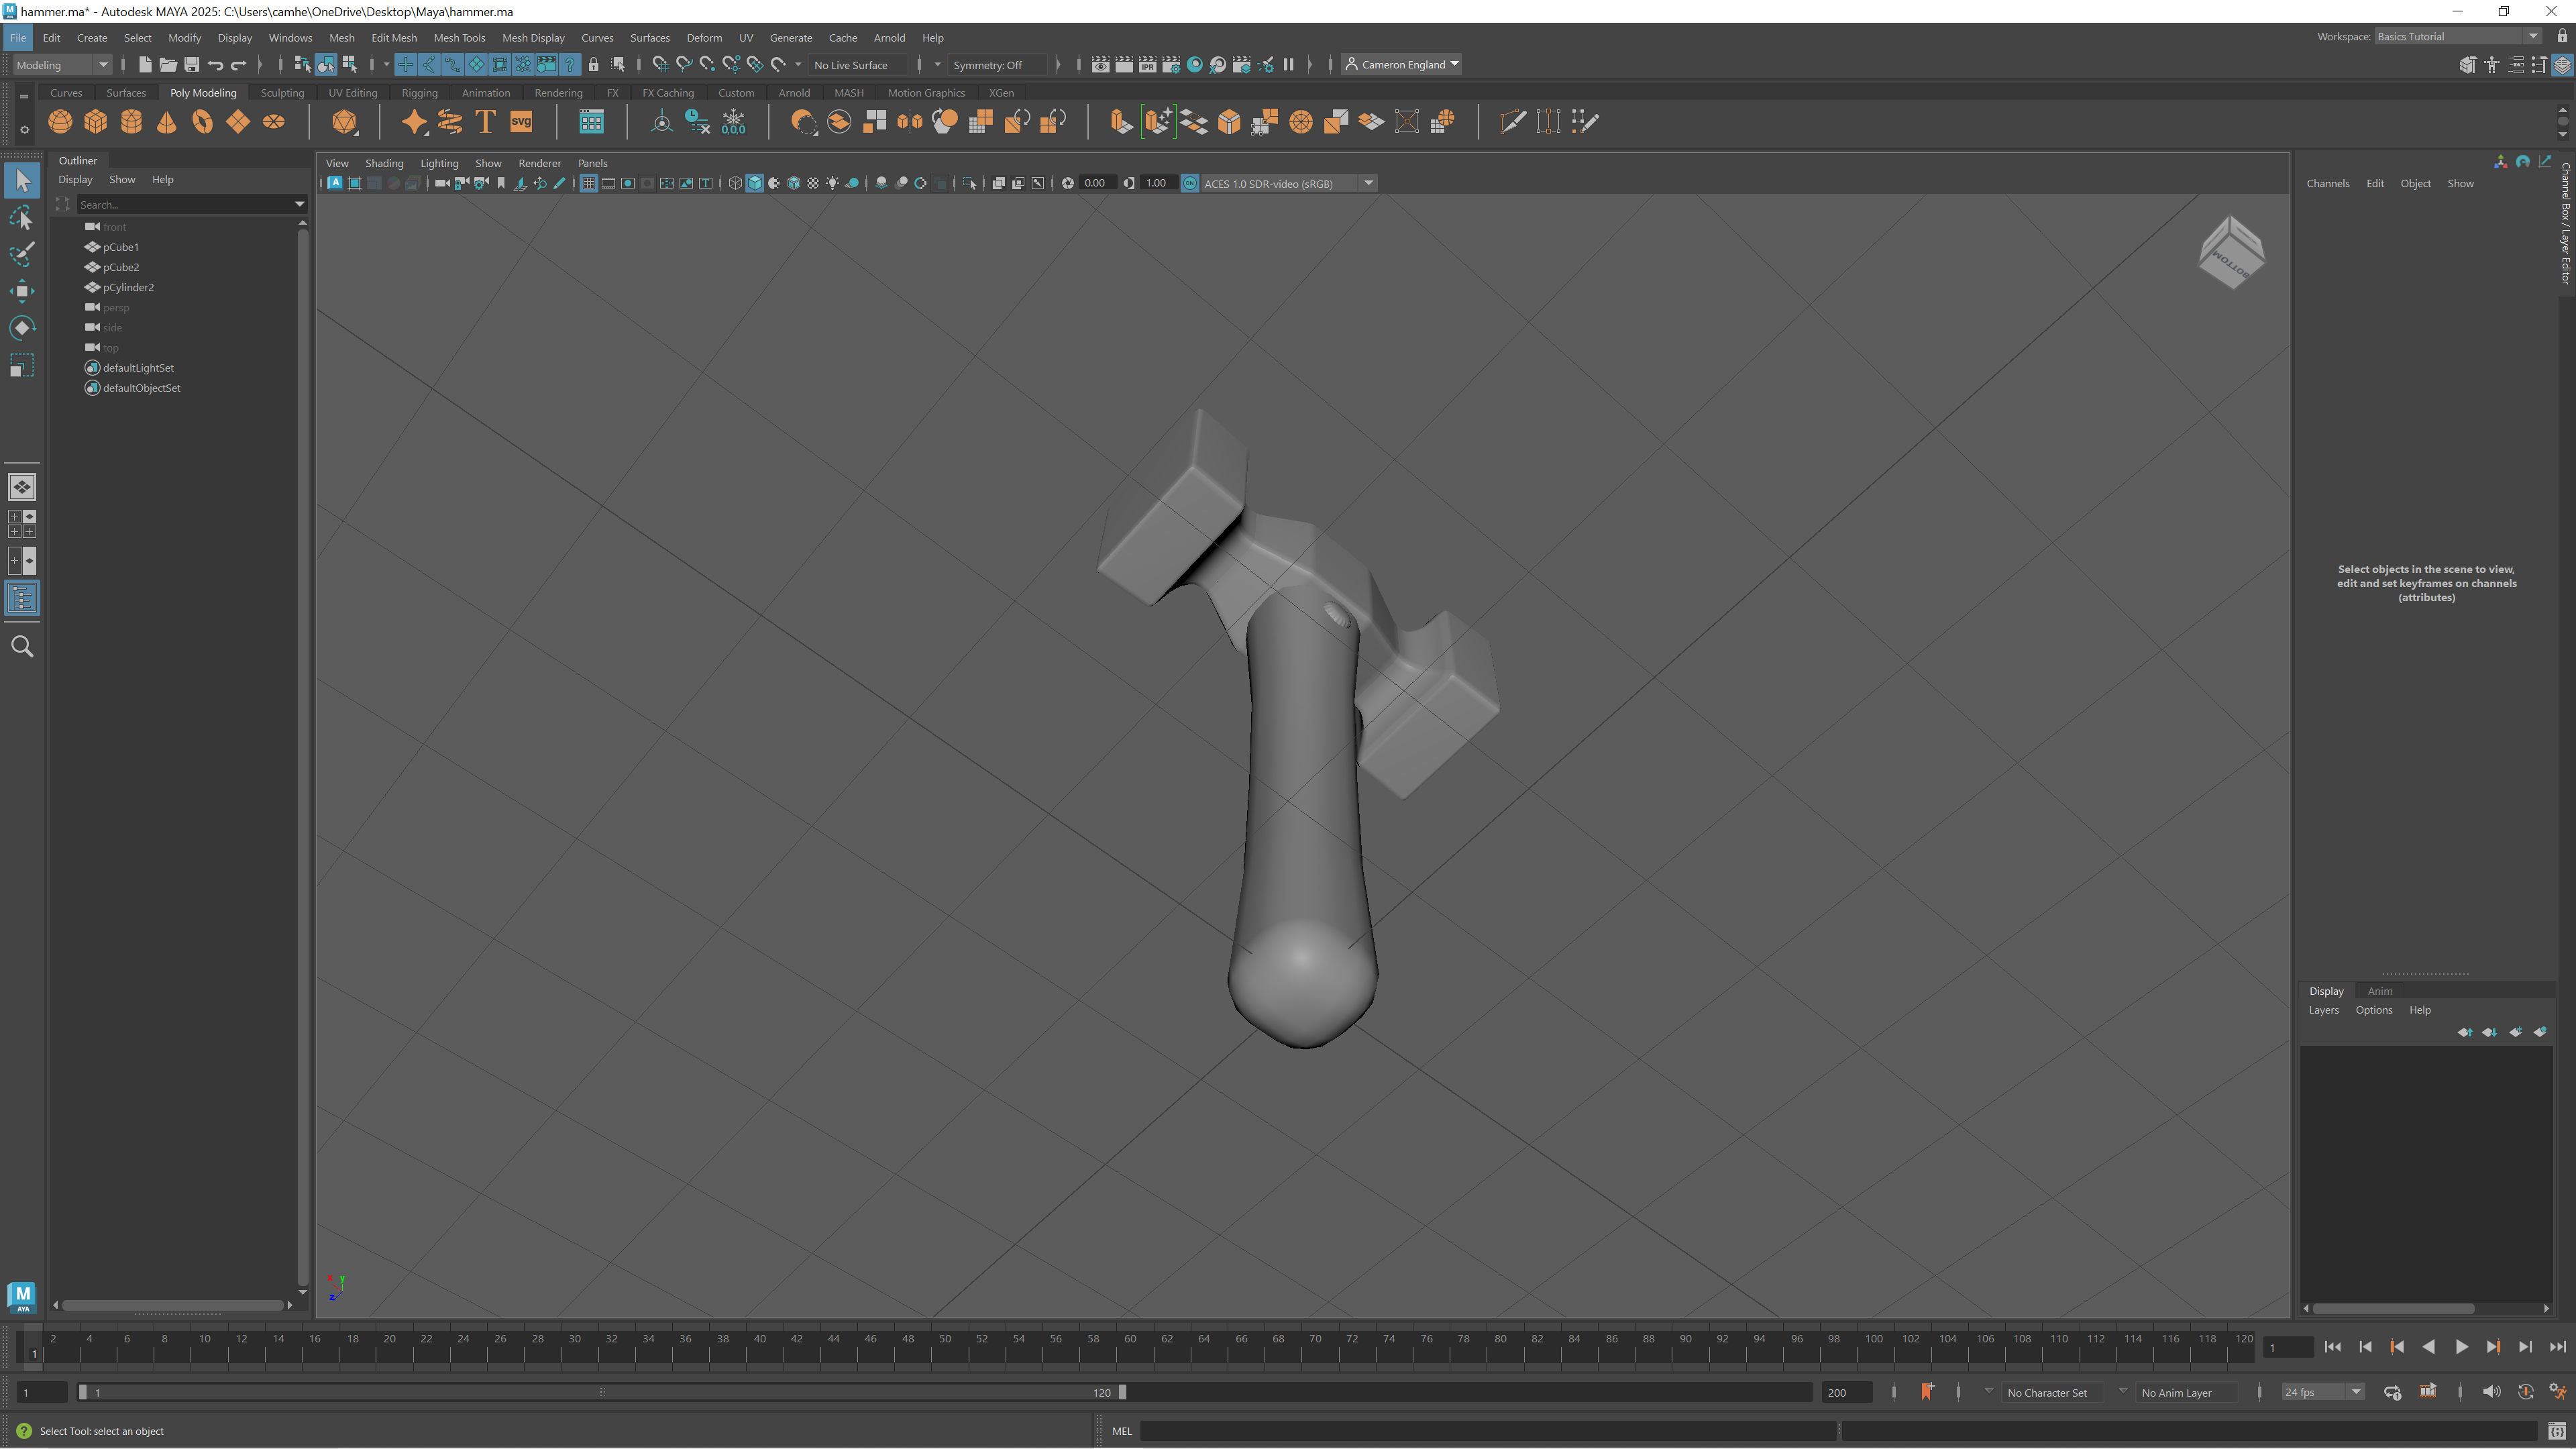 hammer.ma* - Autodesk MAYA 2025: C:\Users\camhe\OneDrive\Desktop\Maya\hammer.ma
File Edit Create Select Modify Display Windows Mesh Edit Mesh Mesh Tools Mesh Display Curves Surfaces Deform UV Generate Cache Arnold Help
Workspace: Basics Tutorial
Modeling
No Live Surface
Symmetry: Off
IPR
Cameron England
Curves Surfaces Poly Modeling Sculpting UV Editing Rigging Animation Rendering FX FX Caching Custom Arnold MASH Motion Graphics XGen
T
SVG
0,0,0
Outliner
Display Show Help
Search...
front
pCube1
pCube2
pCylinder2
persp
side
top
defaultLightSet
defaultObjectSet
View Shading Lighting Show Renderer Panels
0.00
1.00
ON
ACES 1.0 SDR-video (sRGB)
BOTTOM
x y
z
Channels Edit Object Show
Channel Box / Layer Editor
Select objects in the scene to view,
edit and set keyframes on channels
(attributes)
Display Anim
Layers Options Help
M
AYA
2 4 6 8 10 12 14 16 18 20 22 24 26 28 30 32 34 36 38 40 42 44 46 48 50 52 54 56 58 60 62 64 66 68 70 72 74 76 78 80 82 84 86 88 90 92 94 96 98 100 102 104 106 108 110 112 114 116 118 120
1
1
1
1
120
200
No Character Set
No Anim Layer
24 fps
Select Tool: select an object
MEL